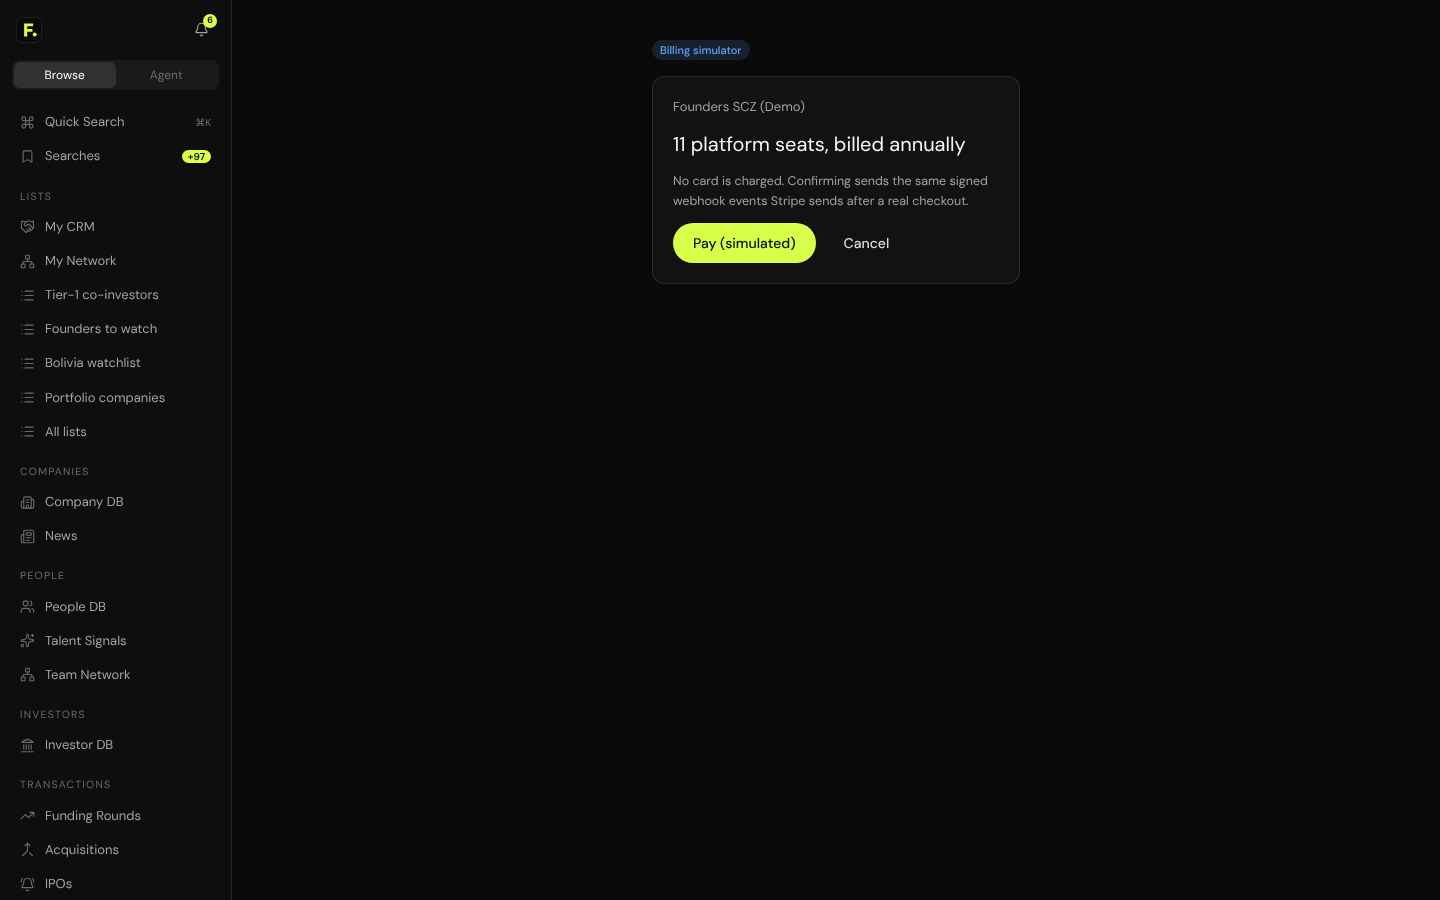 F.
6
Browse
Agent
Quick Search
⌘K
Searches
+97
LISTS
My CRM
My Network
Tier-1 co-investors
Founders to watch
Bolivia watchlist
Portfolio companies
All lists
COMPANIES
Company DB
News
PEOPLE
People DB
Talent Signals
Team Network
INVESTORS
Investor DB
TRANSACTIONS
Funding Rounds
Acquisitions
IPOs
Billing simulator
Founders SCZ (Demo)
11 platform seats, billed annually
No card is charged. Confirming sends the same signed
webhook events Stripe sends after a real checkout.
Pay (simulated)
Cancel